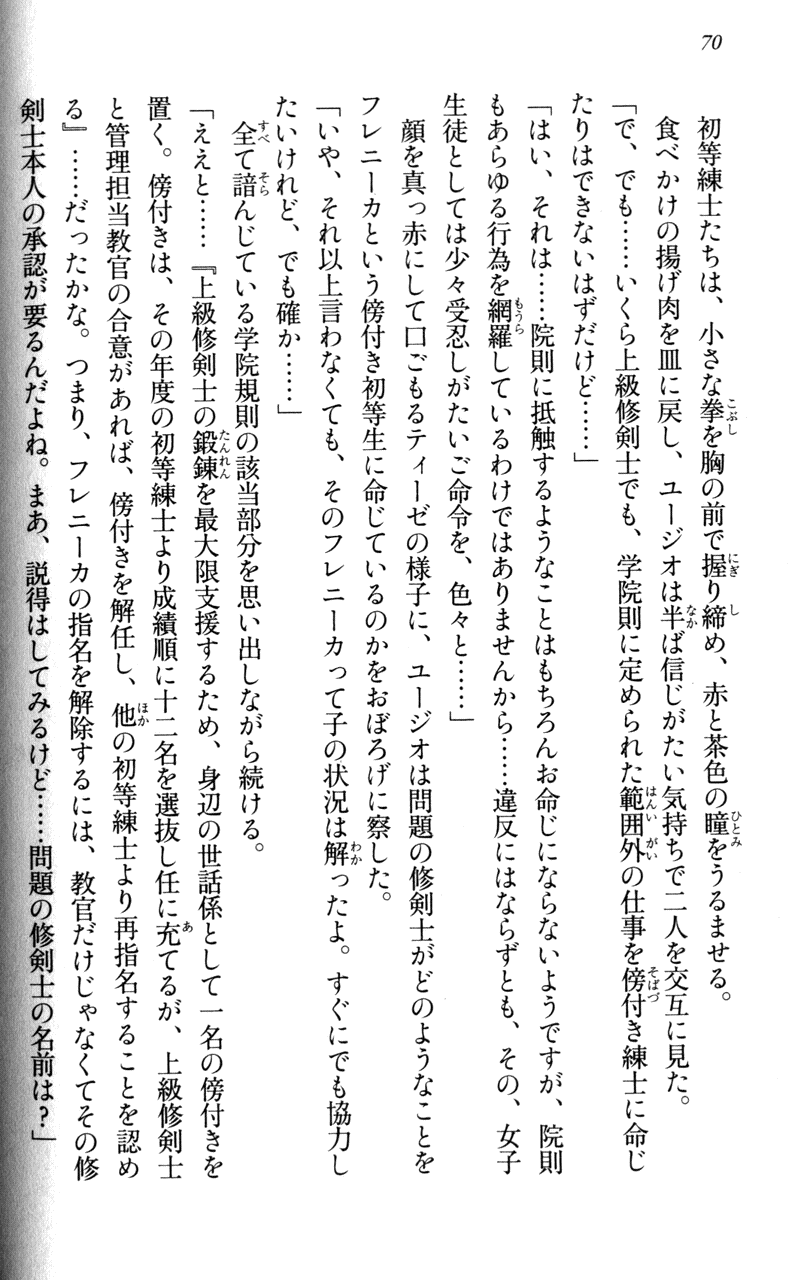 70
初等練士たちは、小さな拳を胸の前で握り締め、赤と茶色の瞳をうるませる。
食べかけの揚げ肉を皿に戻し、ユージオは半ば信じがたい気持ちで二人を交互に見た。
「で、でも……いくら上級修剣士でも、学院則に定められた範囲外の仕事を傍付き練士に命じ
たりはできないはずだけど……」
「はい、それは……院則に抵触するようなことはもちろんお命じにならないようですが、院則
もあらゆる行為を網羅しているわけではありませんから……違反にはならずとも、その、女子
生徒としては少々受忍しがたいご命令を、色々と……」
顔を真っ赤にして口ごもるティーゼの様子に、ユージオは問題の修剣士がどのようなことを
フレニーカという傍付き初等生に命じているのかをおぼろげに察した。
「いや、それ以上言わなくても、そのフレニーカって子の状況は解ったよ。すぐにでも協力し
たいけれど、でも確か……」
全て諳んじている学院規則の該当部分を思い出しながら続ける。
「ええと……『上級修剣士の鍛錬を最大限支援するため、身辺の世話係として一名の傍付きを
置く。傍付きは、その年度の初等練士より成績順に十二名を選抜し任に充てるが、上級修剣士
と管理担当教官の合意があれば、傍付きを解任し、他の初等練士より再指名することを認め
る』……だったかな。つまり、フレニーカの指名を解除するには、教官だけじゃなくてその修
剣士本人の承認が要るんだよね。まあ、説得はしてみるけど……問題の修剣士の名前は？」